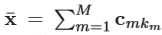 x̄ = ∑_{m=1}^{M} c_{mk_m}